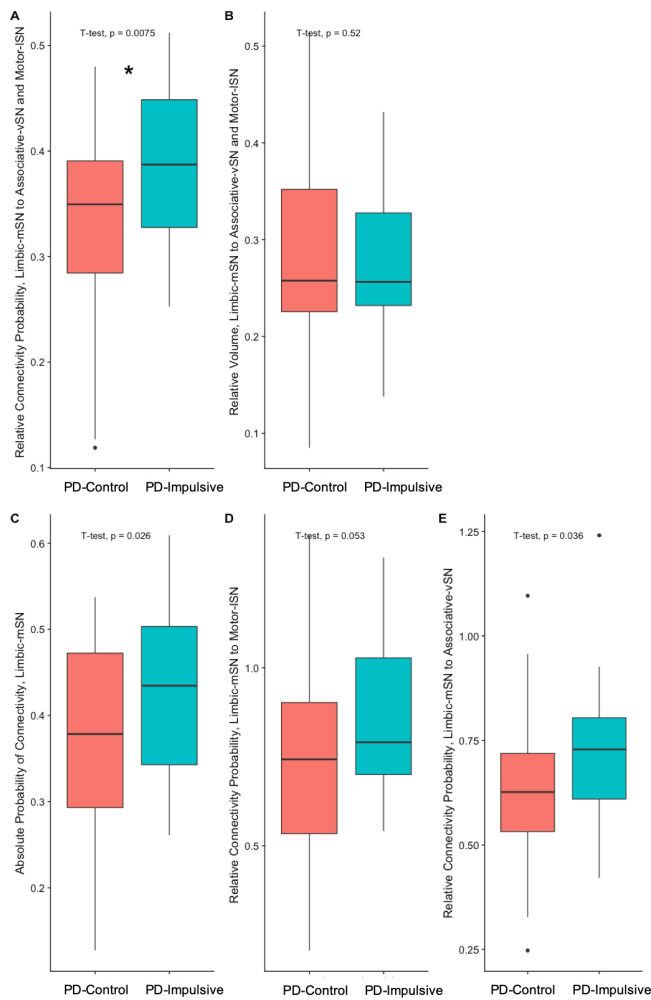 A
T-test, p = 0.0075
*
Relative Connectivity Probability, Limbic-mSN to Associative-vSN and Motor-lSN
0.5
0.4
0.3
0.2
0.1
PD-Control PD-Impulsive
B
T-test, p = 0.52
Relative Volume, Limbic-mSN to Associative-vSN and Motor-lSN
0.5
0.4
0.3
0.2
0.1
PD-Control PD-Impulsive
C
T-test, p = 0.026
Absolute Probability of Connectivity, Limbic-mSN
0.6
0.5
0.4
0.3
0.2
PD-Control PD-Impulsive
D
T-test, p = 0.053
Relative Connectivity Probability, Limbic-mSN to Motor-lSN
1.0
0.5
PD-Control PD-Impulsive
E
T-test, p = 0.036
Relative Connectivity Probability, Limbic-mSN to Associative-vSN
1.25
1.00
0.75
0.50
0.25
PD-Control PD-Impulsive